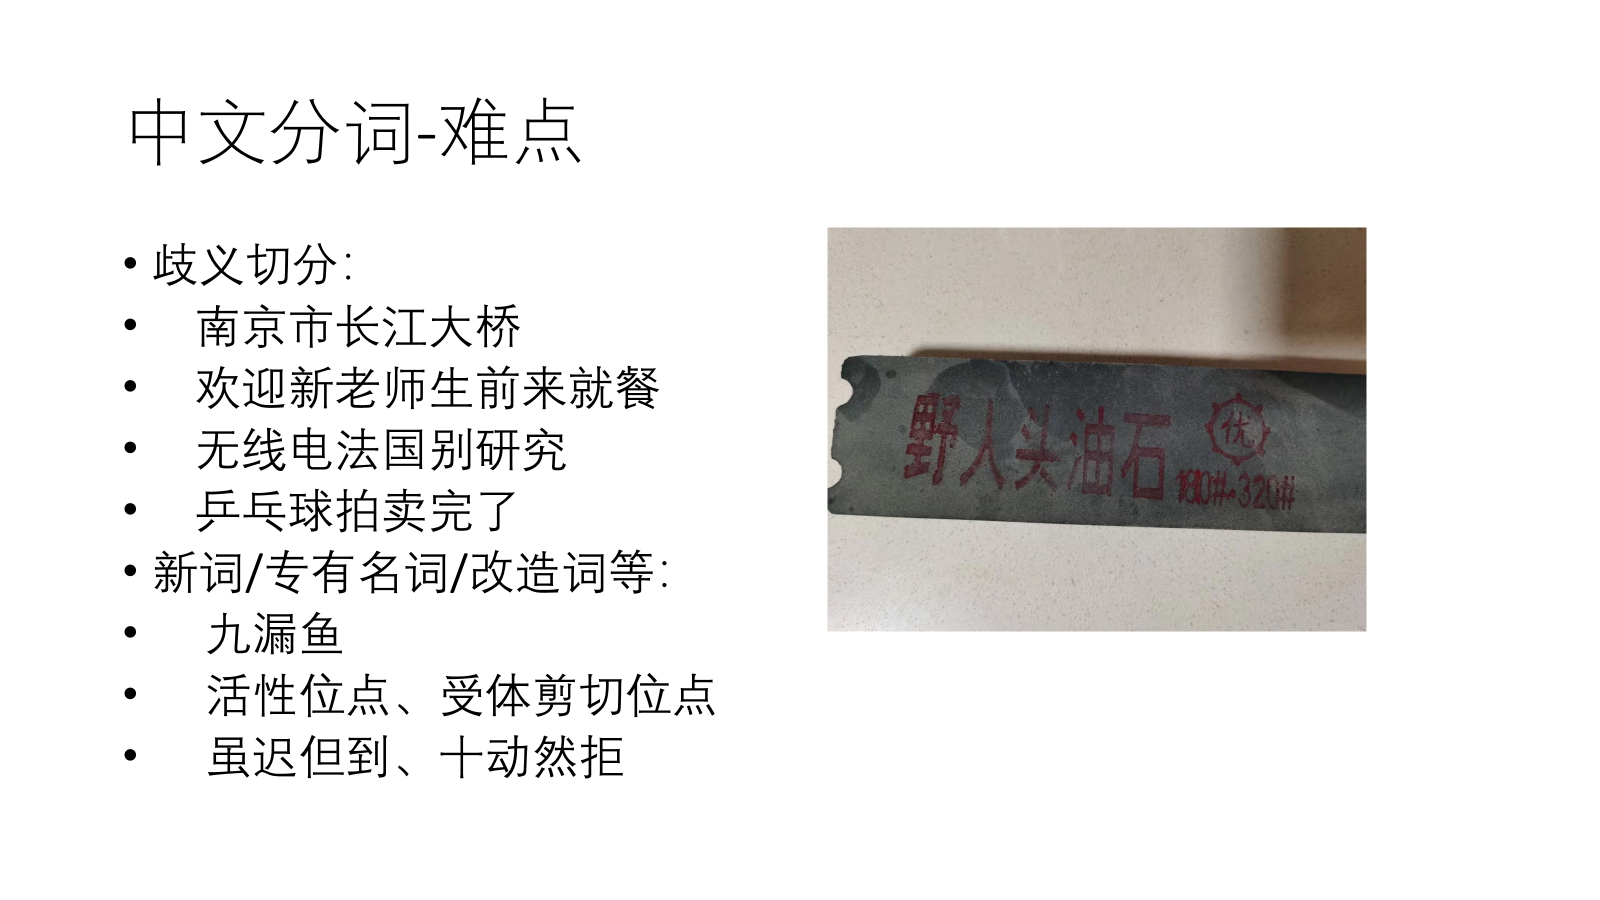 中文分词-难点
• 歧义切分：
• 南京市长江大桥
• 欢迎新老师生前来就餐
• 无线电法国别研究
• 乒乓球拍卖完了
• 新词/专有名词/改造词等：
• 九漏鱼
• 活性位点、受体剪切位点
• 虽迟但到、十动然拒
野人头油石 优
180#-320#